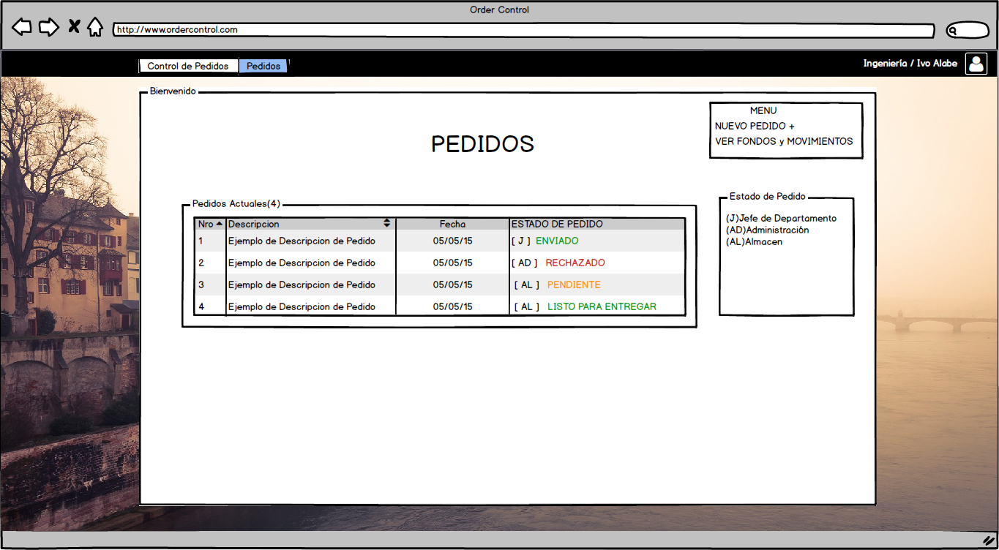 Order Control
http://www.ordercontrol.com
Control de Pedidos Pedidos Ingeniería / Ivo Alabe
Bienvenido
MENU
NUEVO PEDIDO +
VER FONDOS y MOVIMIENTOS
PEDIDOS
Pedidos Actuales(4)
Nro Descripcion Fecha ESTADO DE PEDIDO
1 Ejemplo de Descripcion de Pedido 05/05/15 [ J ] ENVIADO
2 Ejemplo de Descripcion de Pedido 05/05/15 [ AD ] RECHAZADO
3 Ejemplo de Descripcion de Pedido 05/05/15 [ AL ] PENDIENTE
4 Ejemplo de Descripcion de Pedido 05/05/15 [ AL ] LISTO PARA ENTREGAR
Estado de Pedido
(J)Jefe de Departamento
(AD)Administración
(AL)Almacen